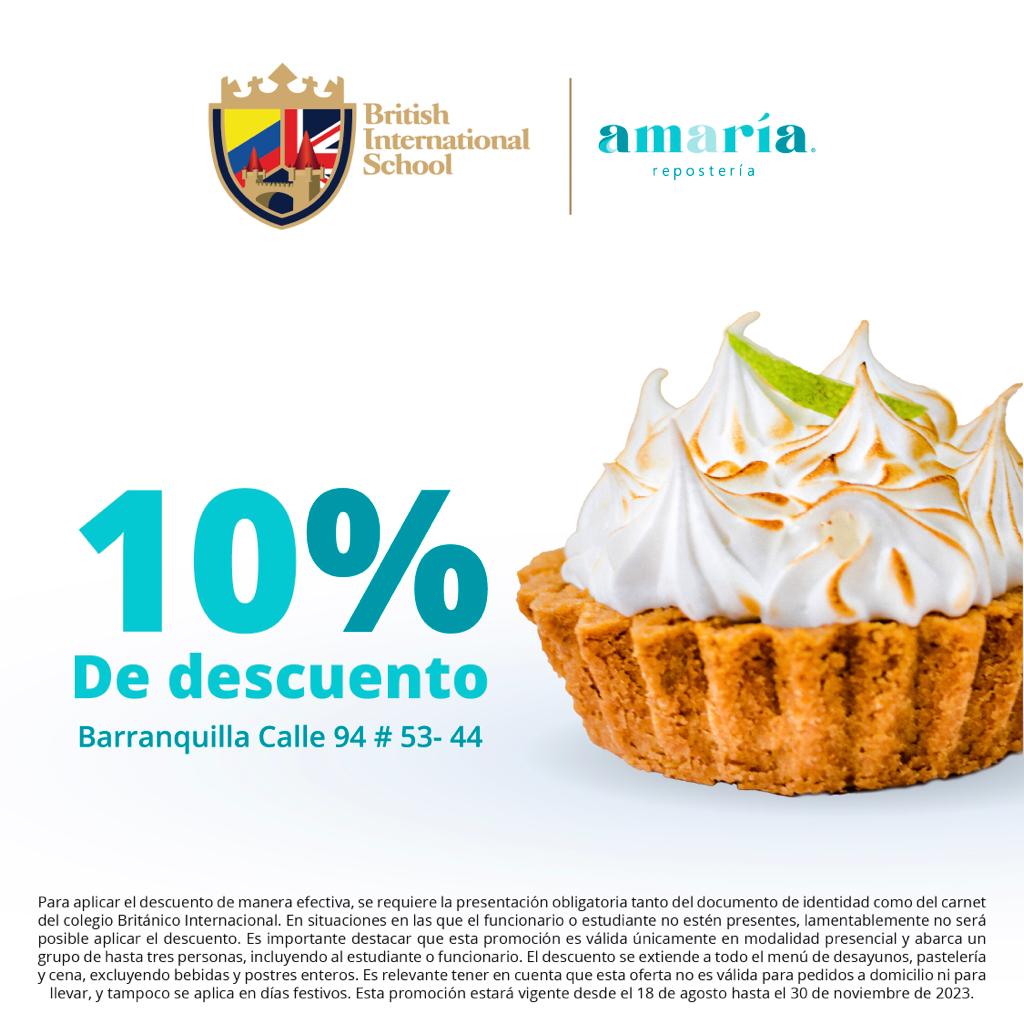 British
International
School
amaría®
repostería
10%
De descuento
Barranquilla Calle 94 # 53- 44
Para aplicar el descuento de manera efectiva, se requiere la presentación obligatoria tanto del documento de identidad como del carnet
del colegio Británico Internacional. En situaciones en las que el funcionario o estudiante no estén presentes, lamentablemente no será
posible aplicar el descuento. Es importante destacar que esta promoción es válida únicamente en modalidad presencial y abarca un
grupo de hasta tres personas, incluyendo al estudiante o funcionario. El descuento se extiende a todo el menú de desayunos, pastelería
y cena, excluyendo bebidas y postres enteros. Es relevante tener en cuenta que esta oferta no es válida para pedidos a domicilio ni para
llevar, y tampoco se aplica en días festivos. Esta promoción estará vigente desde el 18 de agosto hasta el 30 de noviembre de 2023.